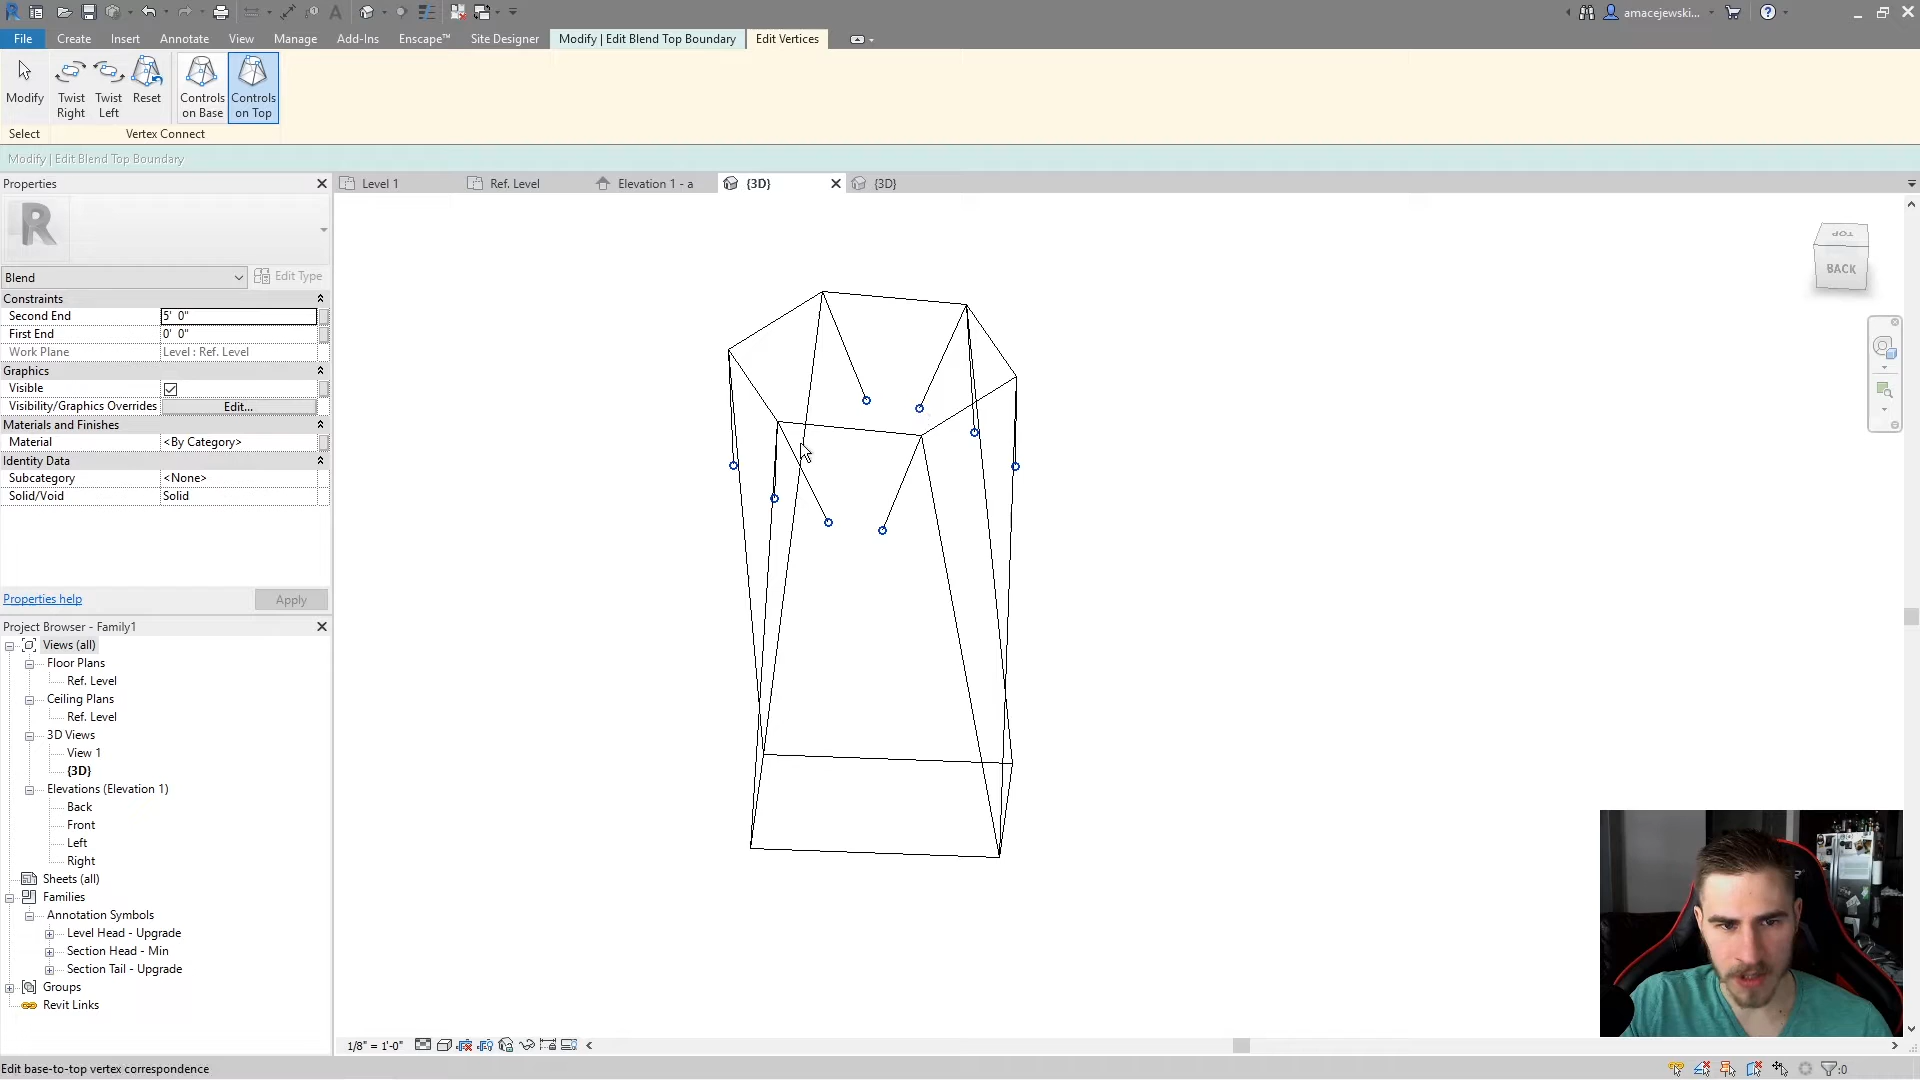 amacejewski...
File Create Insert Annotate View Manage Add-Ins Enscape™ Site Designer Modify | Edit Blend Top Boundary Edit Vertices
Modify Twist Right Twist Left Reset Controls on Base Controls on Top
Select Vertex Connect
Modify | Edit Blend Top Boundary
Properties
Level 1 Ref. Level Elevation 1 - a {3D} {3D}
TOP
BACK
Blend Edit Type
Constraints
Second End 5' 0"
First End 0' 0"
Work Plane Level : Ref. Level
Graphics
Visible
Visibility/Graphics Overrides Edit...
Materials and Finishes
Material <By Category>
Identity Data
Subcategory <None>
Solid/Void Solid
Properties help Apply
Project Browser - Family1
Views (all)
Floor Plans
Ref. Level
Ceiling Plans
Ref. Level
3D Views
View 1
{3D}
Elevations (Elevation 1)
Back
Front
Left
Right
Sheets (all)
Families
Annotation Symbols
Level Head - Upgrade
Section Head - Min
Section Tail - Upgrade
Groups
Revit Links
1/8" = 1'-0"
Edit base-to-top vertex correspondence
:0